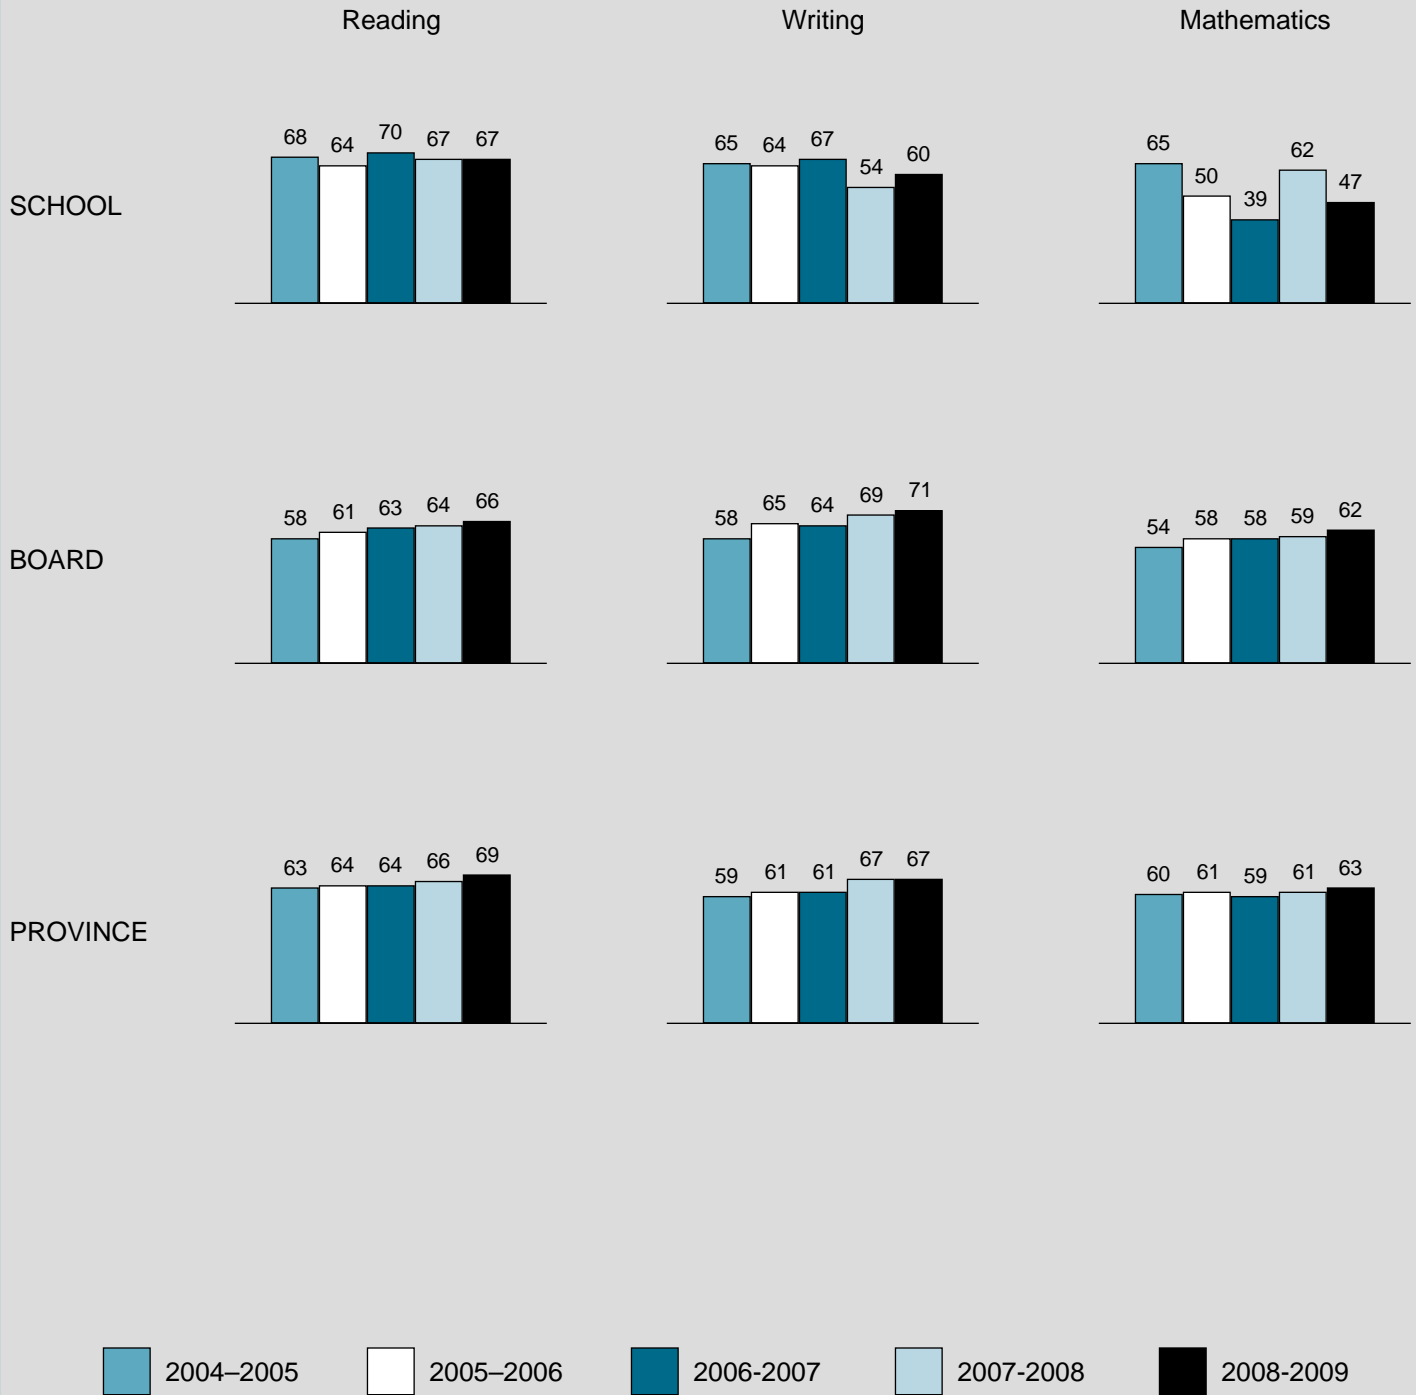 Reading Writing Mathematics
68 64 70 67 67
65 64 67 54 60
65 50 39 62 47
SCHOOL
58 61 63 64 66
58 65 64 69 71
54 58 58 59 62
BOARD
63 64 64 66 69
59 61 61 67 67
60 61 59 61 63
PROVINCE
2004–2005 2005–2006 2006-2007 2007-2008 2008-2009